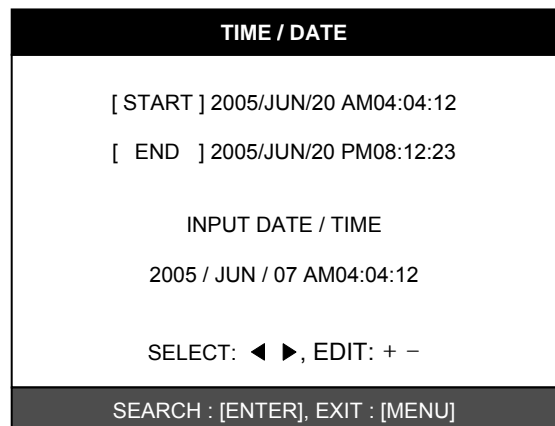 TIME / DATE
[ START ] 2005/JUN/20 AM04:04:12
[ END ] 2005/JUN/20 PM08:12:23
INPUT DATE / TIME
2005 / JUN / 07 AM04:04:12
SELECT: ◀ ▶, EDIT: + −
SEARCH : [ENTER], EXIT : [MENU]